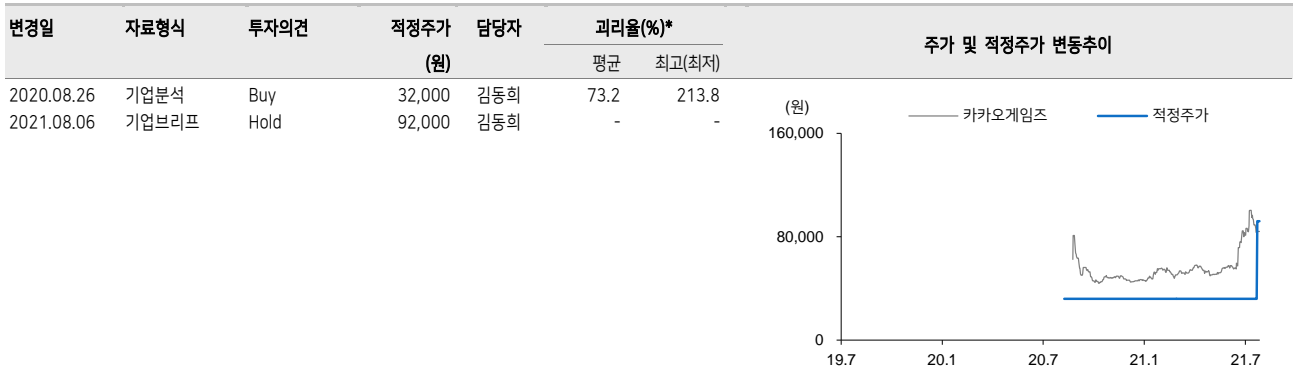 변경일 자료형식 투자의견 적정주가 담당자 괴리율(%)* 주가 및 적정주가 변동추이
(원) 평균 최고(최저)
2020.08.26 기업분석 Buy 32,000 김동희 73.2 213.8
2021.08.06 기업브리프 Hold 92,000 김동희 - -
(원) 카카오게임즈 적정주가
160,000
80,000
0
19.7 20.1 20.7 21.1 21.7